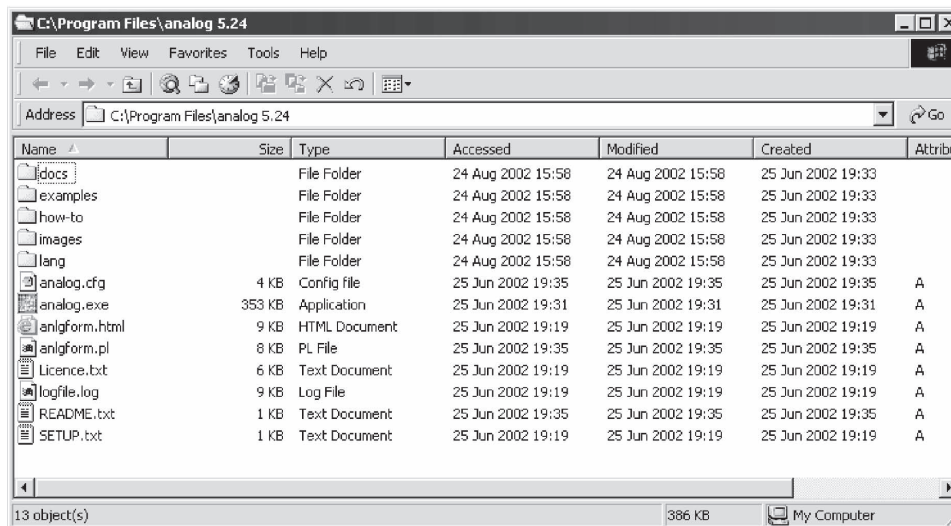 C:\Program Files\analog 5.24
File Edit View Favorites Tools Help
Address C:\Program Files\analog 5.24 Go
Name Size Type Accessed Modified Created Attribu
docs File Folder 24 Aug 2002 15:58 24 Aug 2002 15:58 25 Jun 2002 19:33
examples File Folder 24 Aug 2002 15:58 24 Aug 2002 15:58 25 Jun 2002 19:33
how-to File Folder 24 Aug 2002 15:58 24 Aug 2002 15:58 25 Jun 2002 19:33
images File Folder 24 Aug 2002 15:58 24 Aug 2002 15:58 25 Jun 2002 19:33
lang File Folder 24 Aug 2002 15:58 24 Aug 2002 15:58 25 Jun 2002 19:33
analog.cfg 4 KB Config file 25 Jun 2002 19:35 25 Jun 2002 19:35 25 Jun 2002 19:35 A
analog.exe 353 KB Application 25 Jun 2002 19:31 25 Jun 2002 19:31 25 Jun 2002 19:31 A
anlgform.html 9 KB HTML Document 25 Jun 2002 19:19 25 Jun 2002 19:19 25 Jun 2002 19:19 A
anlgform.pl 8 KB PL File 25 Jun 2002 19:35 25 Jun 2002 19:35 25 Jun 2002 19:35 A
Licence.txt 6 KB Text Document 25 Jun 2002 19:19 25 Jun 2002 19:19 25 Jun 2002 19:19 A
logfile.log 9 KB Log File 25 Jun 2002 19:19 25 Jun 2002 19:19 25 Jun 2002 19:19 A
README.txt 1 KB Text Document 25 Jun 2002 19:35 25 Jun 2002 19:35 25 Jun 2002 19:35 A
SETUP.txt 1 KB Text Document 25 Jun 2002 19:19 25 Jun 2002 19:19 25 Jun 2002 19:19 A
13 object(s) 386 KB My Computer